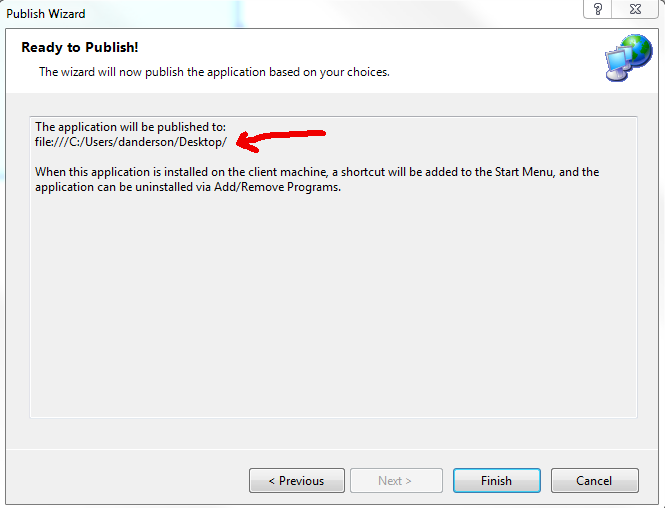 Publish Wizard
?
Ready to Publish!
The wizard will now publish the application based on your choices.
The application will be published to:
file:///C:/Users/danderson/Desktop/
When this application is installed on the client machine, a shortcut will be added to the Start Menu, and the
application can be uninstalled via Add/Remove Programs.
< Previous
Next >
Finish
Cancel